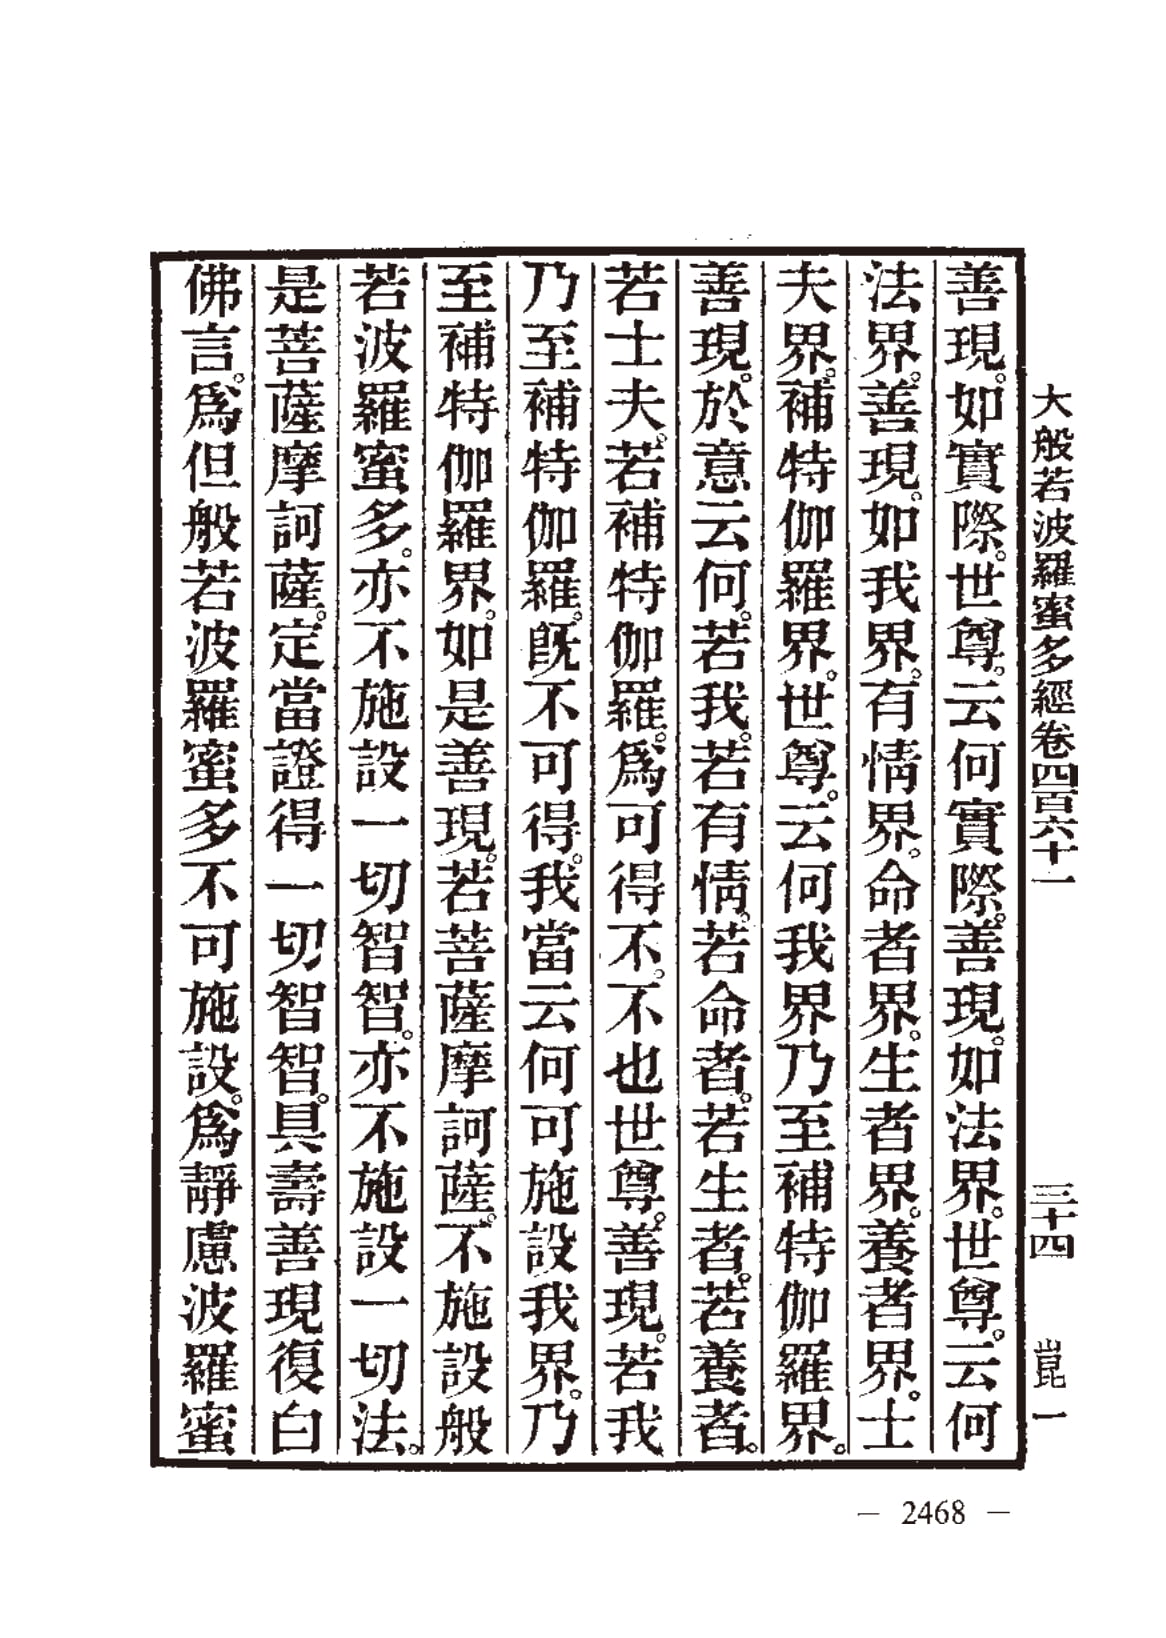 大般若波羅蜜多經卷四百六十一 三十四 崑 一
善現。如實際。世尊。云何實際。善現。如法界。世尊。云何
法界。善現。如我界。有情界。命者界。生者界。養者界。士
夫界。補特伽羅界。世尊。云何我界乃至補特伽羅界。
善現。於意云何。若我。若有情。若命者。若生者。若養者。
若士夫。若補特伽羅。為可得不。不也世尊。善現。若我
乃至補特伽羅。旣不可得。我當云何可施設我界。乃
至補特伽羅界。如是善現。若菩薩摩訶薩。不施設般
若波羅蜜多。亦不施設一切智智。亦不施設一切法。
是菩薩摩訶薩。定當證得一切智智。具壽善現復白
佛言。為但般若波羅蜜多不可施設。為靜慮波羅蜜
— 2468 —